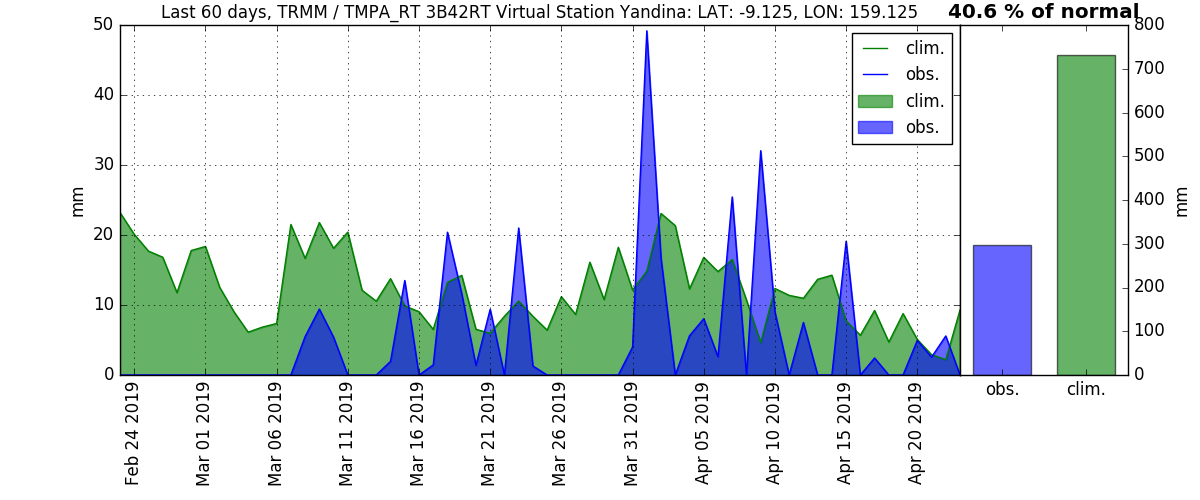 Last 60 days, TRMM / TMPA_RT 3B42RT Virtual Station Yandina: LAT: -9.125, LON: 159.125
40.6 % of normal
50
40
30
20
10
0
mm
clim.
obs.
clim.
obs.
800
700
600
500
400
300
200
100
0
mm
obs.
clim.
Feb 24 2019
Mar 01 2019
Mar 06 2019
Mar 11 2019
Mar 16 2019
Mar 21 2019
Mar 26 2019
Mar 31 2019
Apr 05 2019
Apr 10 2019
Apr 15 2019
Apr 20 2019